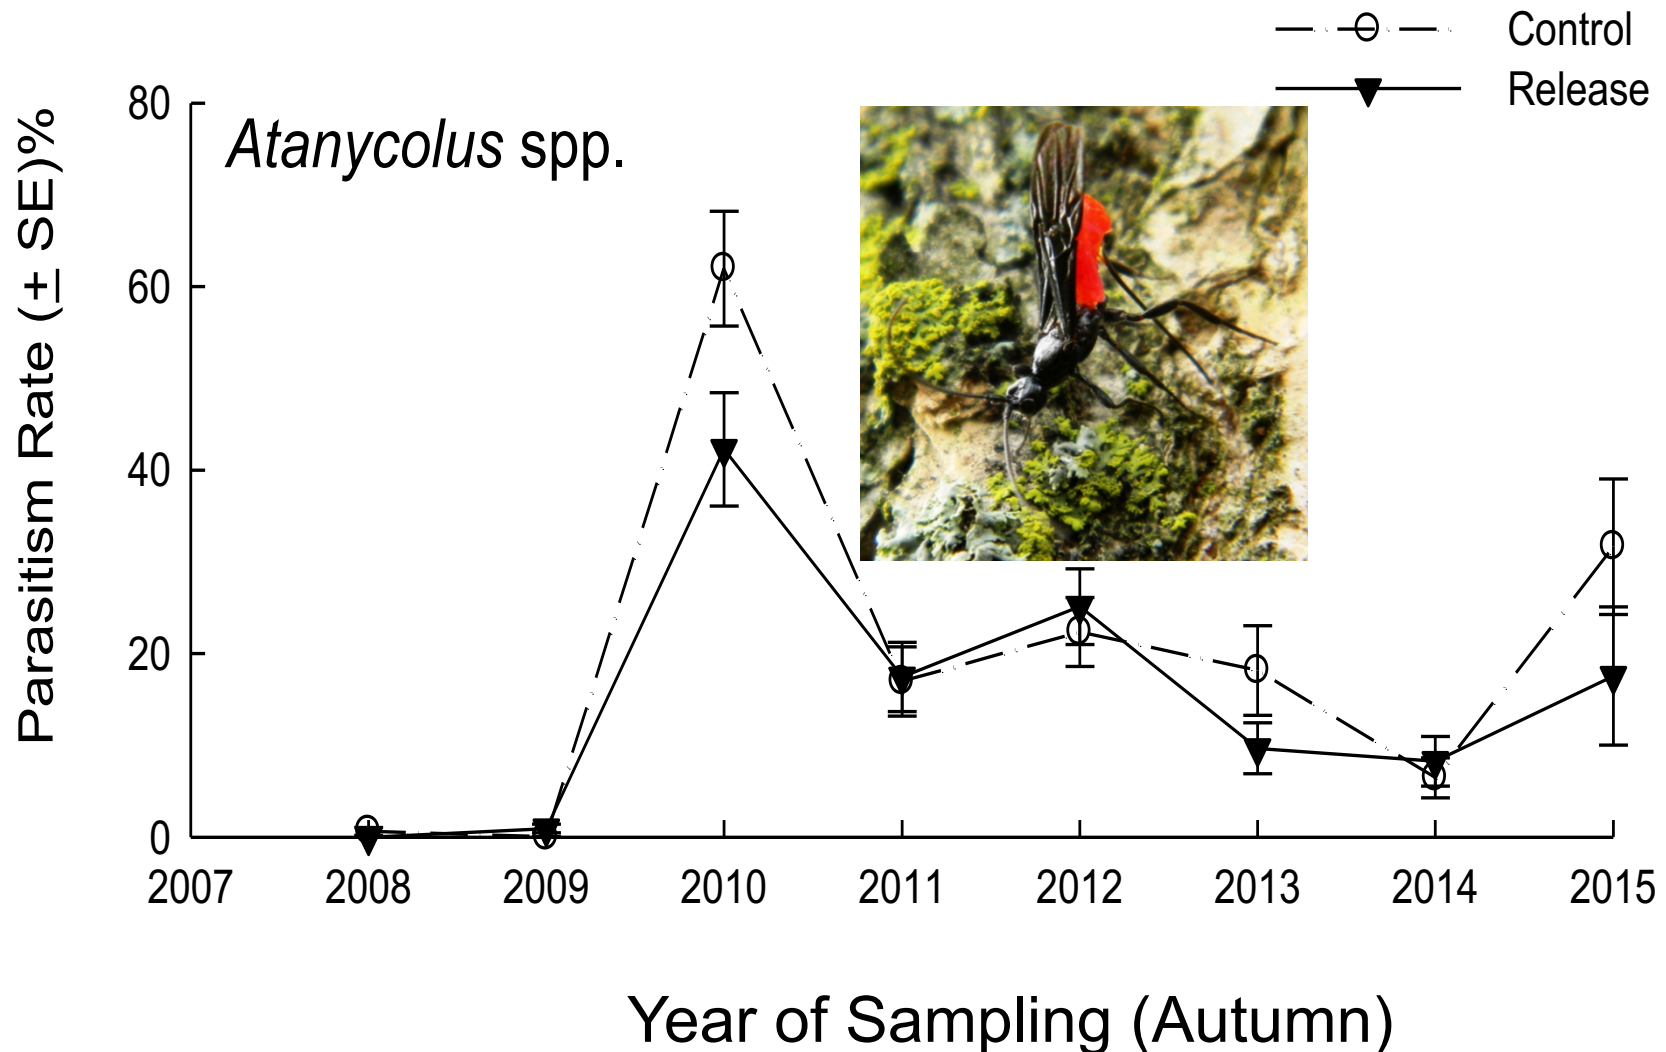 Control
Release
Atanycolus spp.
Parasitism Rate (± SE)%
80
60
40
20
0
2007 2008 2009 2010 2011 2012 2013 2014 2015
Year of Sampling (Autumn)